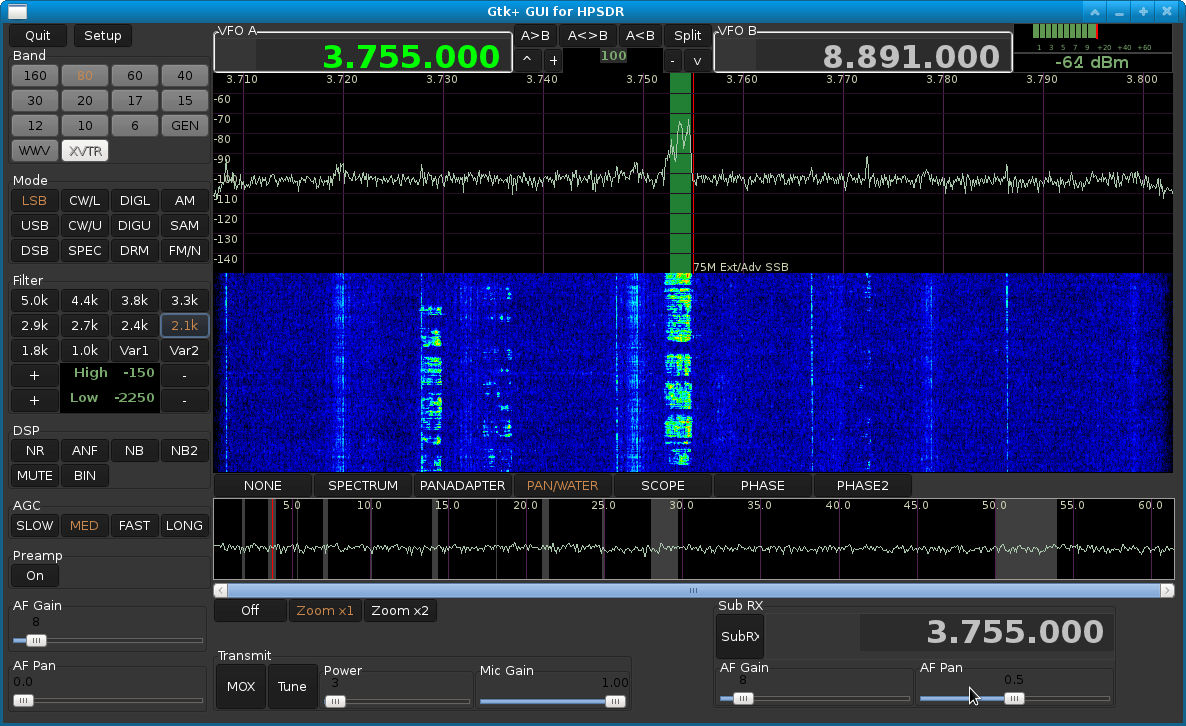 Gtk+ GUI for HPSDR
Quit Setup
VFO A
3.755.000
A>B A<>B A<B Split
^ + 100 - v
VFO B
8.891.000
1 3 5 7 9 +20 +40 +60
-61 dBm
Band
160 80 60 40
30 20 17 15
12 10 6 GEN
WWV XVTR
Mode
LSB CW/L DIGL AM
USB CW/U DIGU SAM
DSB SPEC DRM FM/N
Filter
5.0k 4.4k 3.8k 3.3k
2.9k 2.7k 2.4k 2.1k
1.8k 1.0k Var1 Var2
+ High -150 -
+ Low -2250 -
DSP
NR ANF NB NB2
MUTE BIN
AGC
SLOW MED FAST LONG
Preamp
On
AF Gain
8
AF Pan
0.0
3.710 3.720 3.730 3.740 3.750 3.760 3.770 3.780 3.790 3.800
-60
-70
-80
-90
-100
-110
-120
-130
-140
75M Ext/Adv SSB
NONE SPECTRUM PANADAPTER PAN/WATER SCOPE PHASE PHASE2
5.0 10.0 15.0 20.0 25.0 30.0 35.0 40.0 45.0 50.0 55.0 60.0
Off Zoom x1 Zoom x2
Transmit
MOX Tune
Power
3
Mic Gain
1.00
Sub RX
SubRX
3.755.000
AF Gain
8
AF Pan
0.5